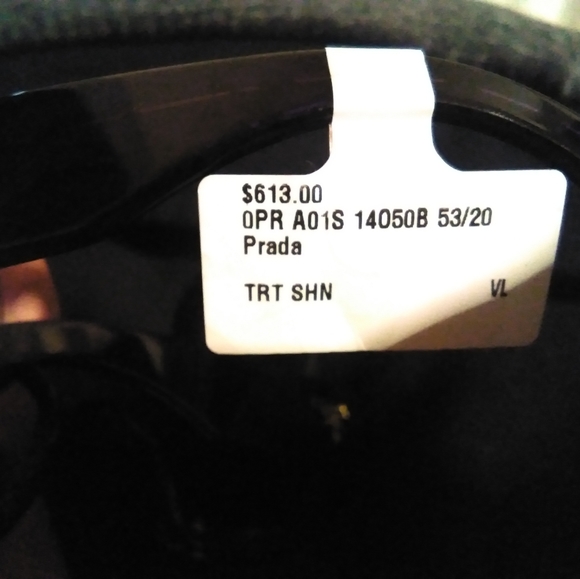 $613.00
0PR A01S 14050B 53/20
Prada
TRT SHN VL